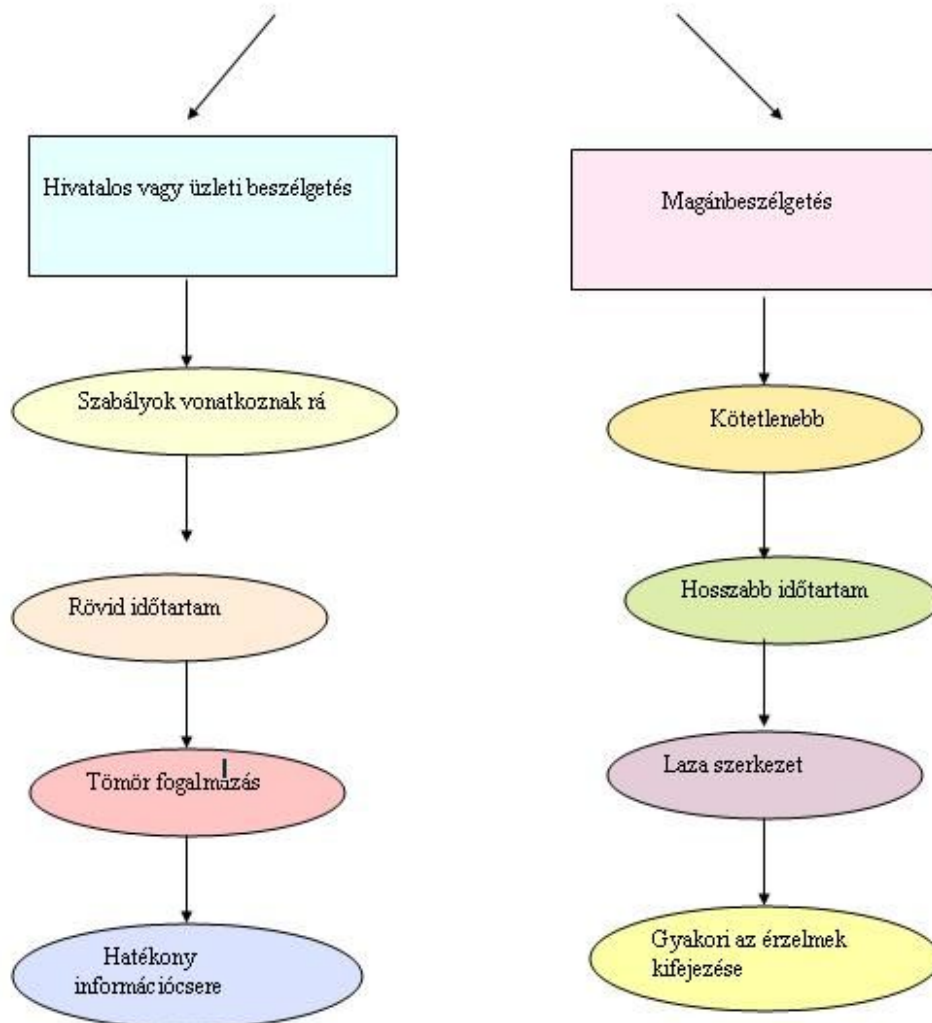 Hivatalos vagy üzleti beszélgetés
Szabályok vonatkoznak rá
Rövid időtartam
Tömör fogalmazás
Hatékony
információcsere
Magánbeszélgetés
Kötetlenebb
Hosszabb időtartam
Laza szerkezet
Gyakori az érzelmek
kifejezése